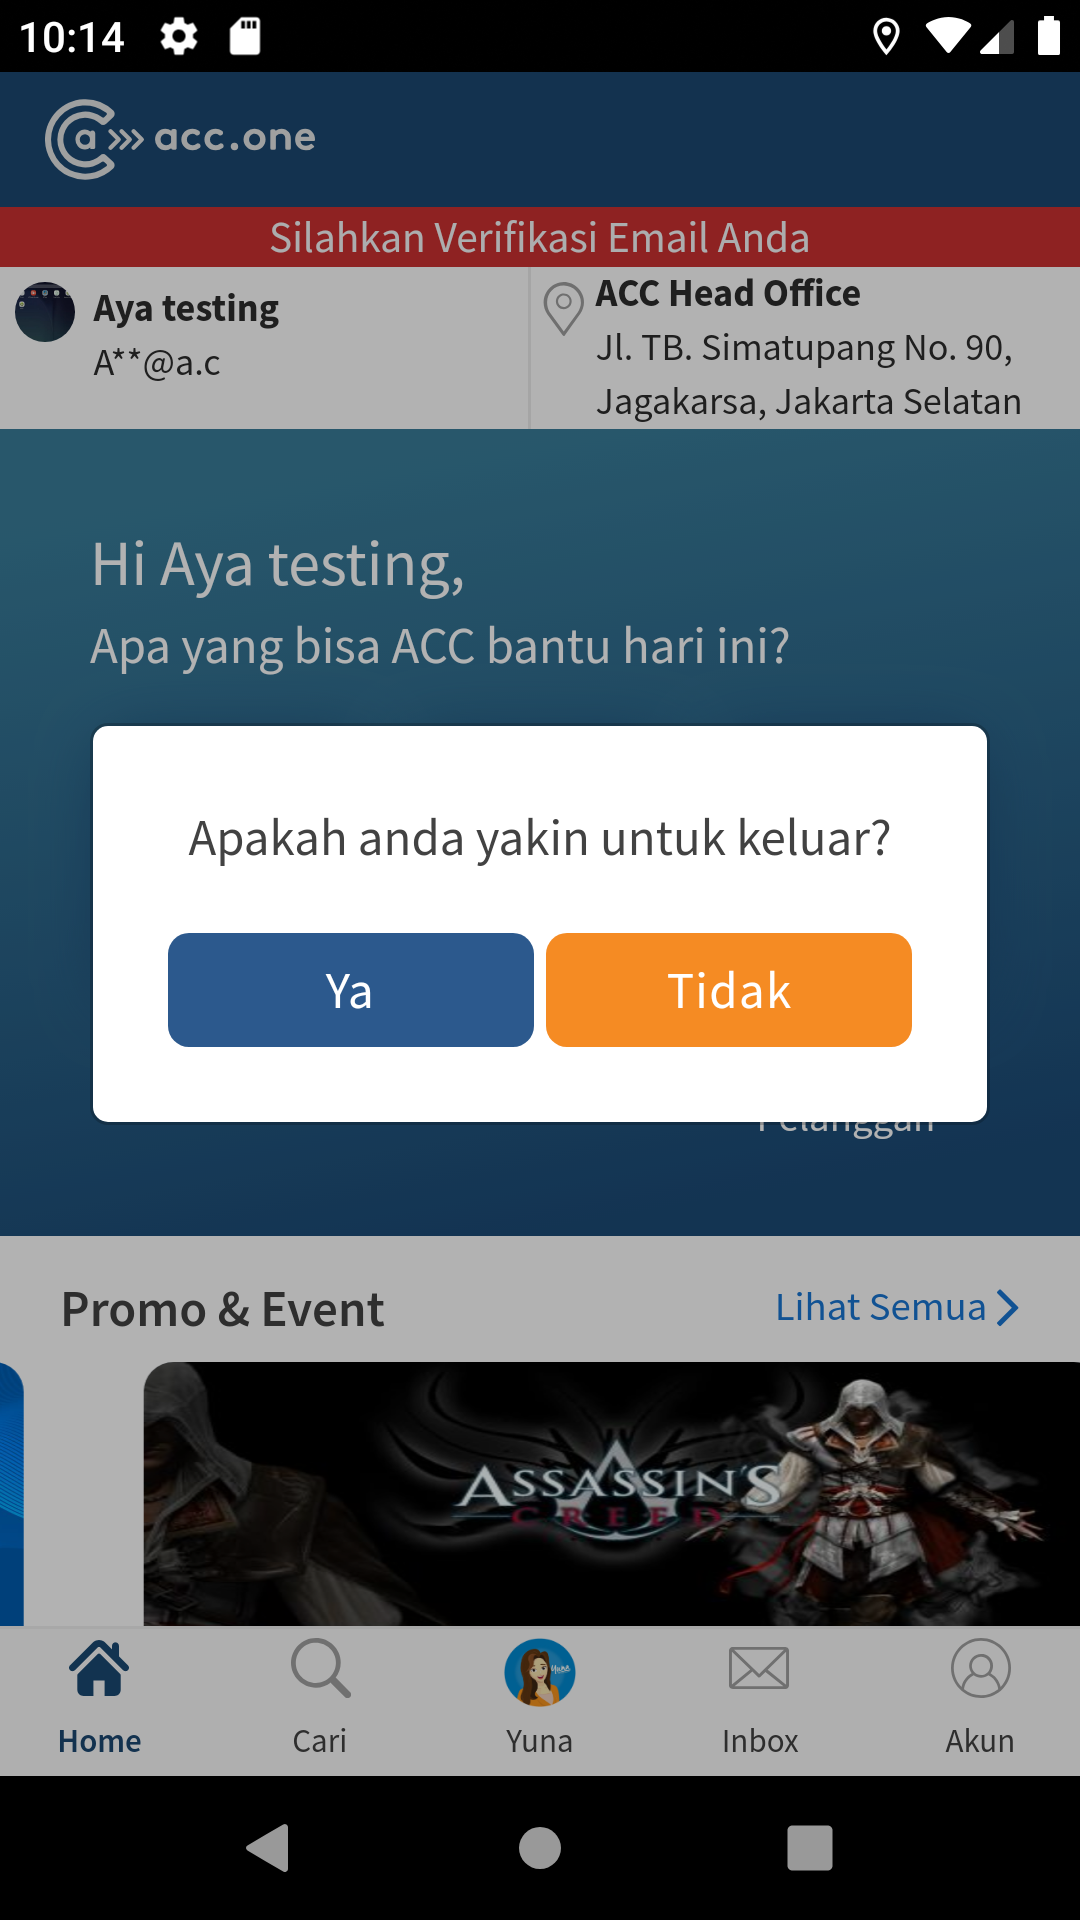 10:14
acc.one
Silahkan Verifikasi Email Anda
Aya testing
A**@a.c
ACC Head Office
Jl. TB. Simatupang No. 90,
Jagakarsa, Jakarta Selatan
Hi Aya testing,
Apa yang bisa ACC bantu hari ini?
Apakah anda yakin untuk keluar?
Ya
Tidak
Pelanggan
Promo & Event
Lihat Semua
ASSASSIN'S
CREED
Home
Cari
Yuna
Inbox
Akun